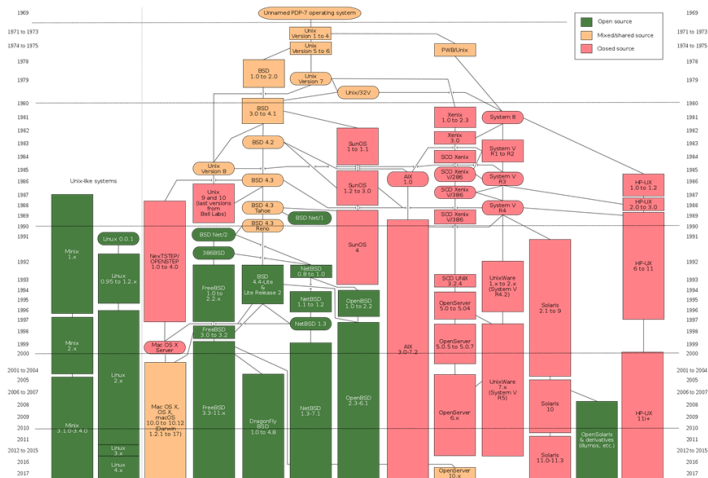 Unnamed PDP-7 operating system
1969
1969
Open source
Mixed/shared source
Closed source
1971 to 1973
Unix
Version 1 to 4
1971 to 1973
1974 to 1975
Unix
Version 5 to 6
PWB/Unix
1974 to 1975
1978
BSD
1.0 to 2.0
1978
1979
Unix
Version 7
Unix/32V
1979
1980
BSD
3.0 to 4.1
1980
1981
Xenix
1.0 to 2.3
System III
1981
1982
SunOS
1 to 1.1
Xenix
3.0
1982
1983
BSD 4.2
System V
R1 to R2
1983
1984
SCO Xenix
1984
1985
Unix
Version 8
SCO Xenix
V/286
1985
1986
Unix-like systems
BSD 4.3
AIX
1.0
System V
R3
HP-UX
1.0 to 1.2
1986
1987
Unix
9 and 10
(last versions
from
Bell Labs)
SunOS
1.2 to 3.0
SCO Xenix
V/386
1987
1988
BSD 4.3
Tahoe
System V
R4
HP-UX
2.0 to 3.0
1988
1989
BSD Net/1
SCO Xenix
V/386
1989
1990
BSD 4.3
Reno
1990
1991
Minix
1.x
Linux 0.0.1
BSD Net/2
SunOS
4
1991
NexTSTEP/
OPENSTEP
1.0 to 4.0
386BSD
HP-UX
6 to 11
1992
Linux
0.95 to 1.2.x
NetBSD
0.8 to 1.0
SCO UNIX
3.2.4
UnixWare
1.x to 2.x
(System V
R4.2)
1992
1993
FreeBSD
1.0 to
2.2.x
BSD
4.4-Lite
&
Lite Release 2
Solaris
2.1 to 9
1993
1994
1994
1995
NetBSD
1.1 to 1.2
OpenBSD
1.0 to 2.2
OpenServer
5.0 to 5.04
1995
1996
1996
1997
NetBSD 1.3
1997
1998
Minix
2.x
FreeBSD
3.0 to 3.2
1998
1999
Linux
2.x
Mac OS X
Server
AIX
3.0-7.2
OpenServer
5.0.5 to 5.0.7
1999
2000
2000
2001 to 2004
2001 to 2004
2005
UnixWare
7.x
(System V
R5)
2005
2006 to 2007
Solaris
10
2006 to 2007
2008
Minix
3.1.0-3.4.0
Mac OS X,
OS X,
macOS
10.0 to 10.12
(Darwin
1.2.1 to 17)
FreeBSD
3.3-11.x
DragonFly
BSD
1.0 to 4.8
NetBSD
1.3-7.1
OpenBSD
2.3-6.1
OpenServer
6.x
HP-UX
11i+
2008
2009
2009
2010
OpenSolaris
& derivatives
(illumos, etc.)
2010
2012 to 2015
Linux
3.x
Solaris
11.0-11.3
2012 to 2015
2016
Linux
4.x
2016
2017
OpenServer
10.x
2017